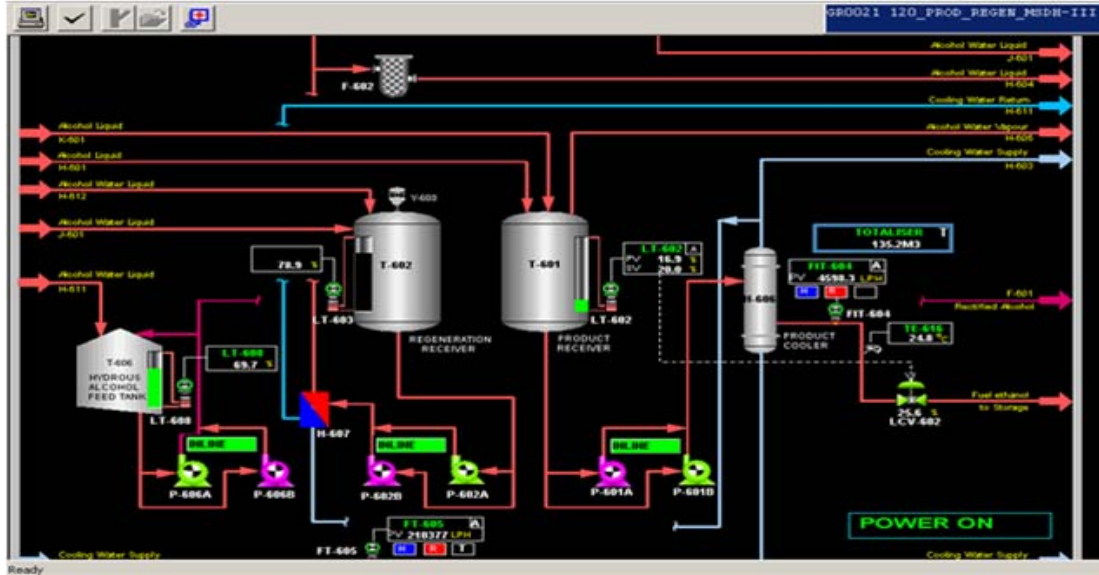 GR0021 120_PROD_REGEN_MSDH-III
Alcohol Water Liquid
J-601
F-602
Alcohol Water Liquid
H-604
Cooling Water Return
H-611
Alcohol Liquid
K-601
Alcohol Water Vapour
H-606
Alcohol Liquid
H-601
Cooling Water Supply
H-603
Alcohol Water Liquid
H-612
Y-603
Alcohol Water Liquid
J-601
TOTALISER T
135.2M3
78.9 %
T-602
T-601
LT-602 A
PV 16.9 %
SV 20.0 %
FIT-604 A
PV 4598.3 LPH
H R
Alcohol Water Liquid
H-611
H-606
F-601
Rectified Alcohol
LT-603
LT-602
FIT-604
REGENERATION
RECEIVER
PRODUCT
RECEIVER
PRODUCT
COOLER
TE-616
24.8 °C
T-606
HYDROUS
ALCOHOL
FEED TANK
LT-608
69.7 %
LT-608
Fuel ethanol
to Storage
25.6 %
LCV-602
H-607
INLINE
INLINE
INLINE
P-606A
P-606B
P-602B
P-602A
P-601A
P-601B
POWER ON
FT-605 A
PV 218377 LPH
H R T
FT-605
Cooling Water Supply
Cooling Water Supply
Ready